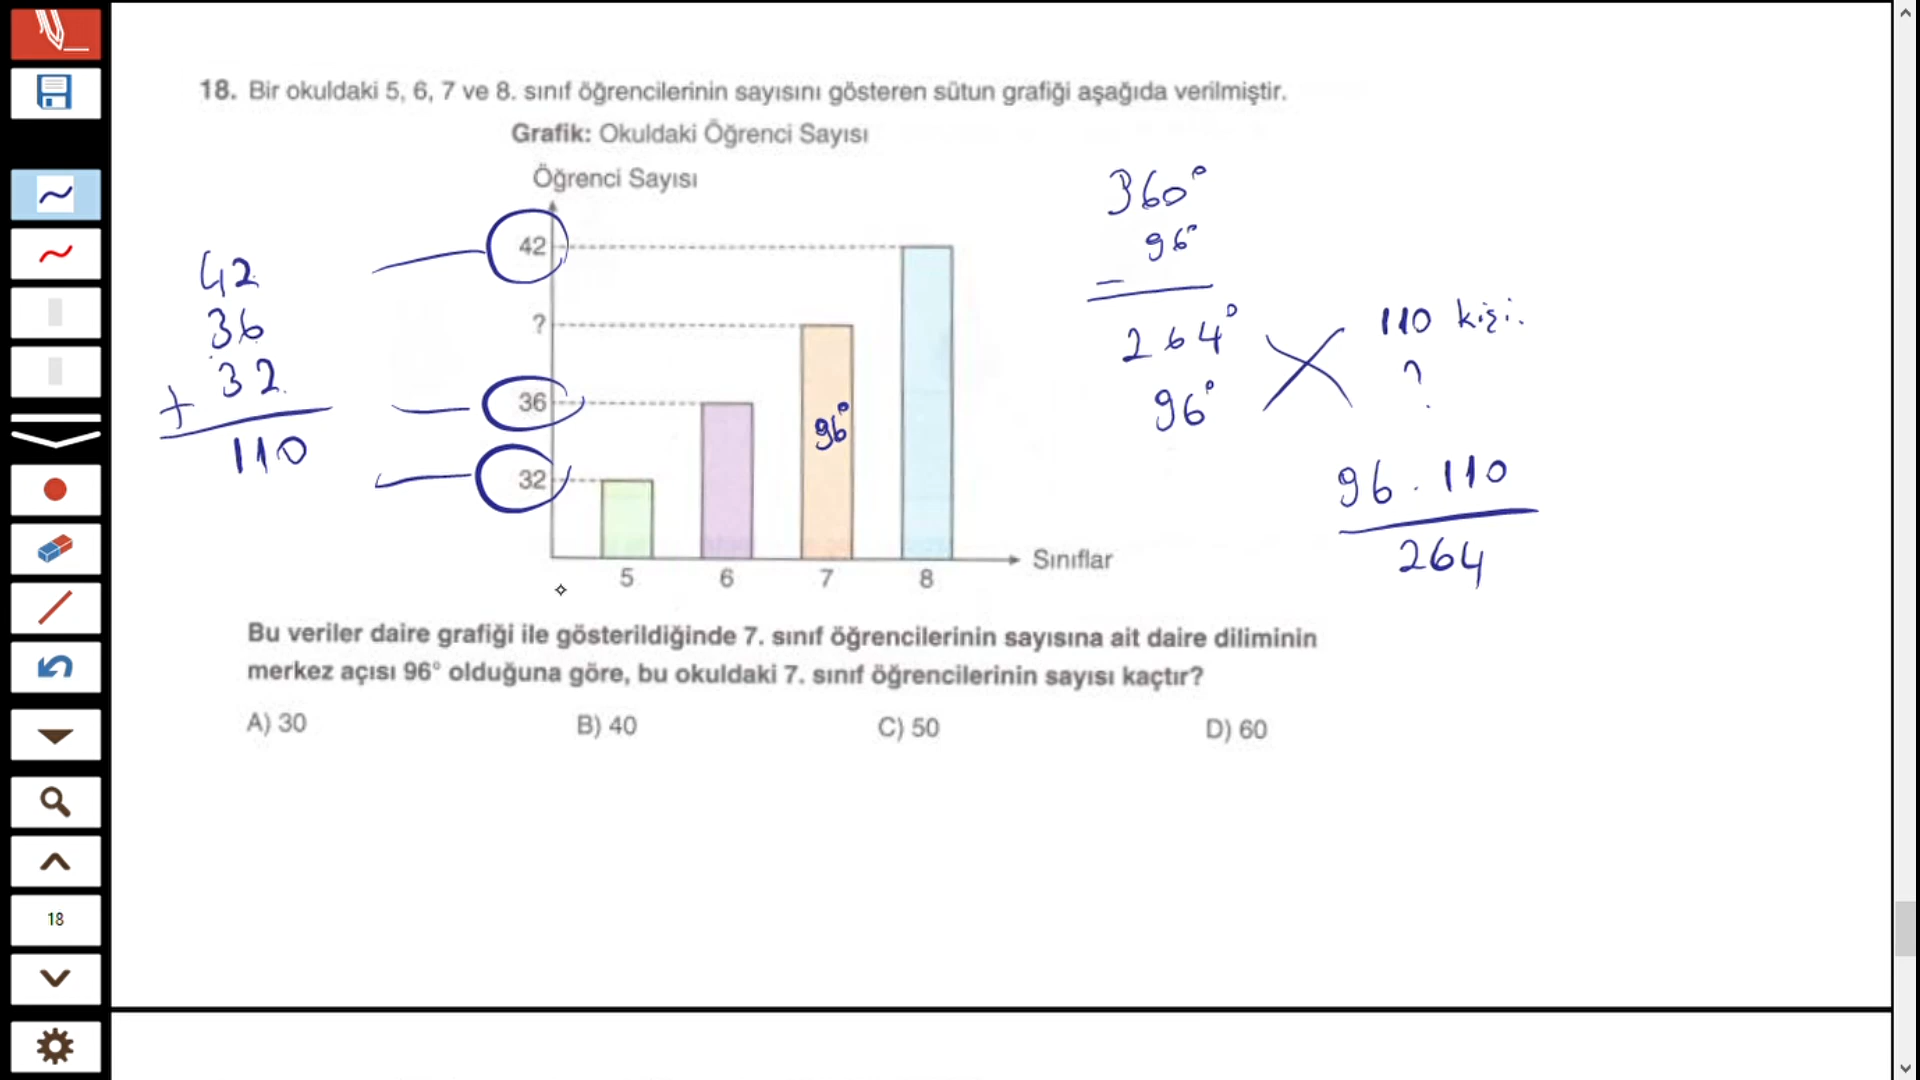 18. Bir okuldaki 5, 6, 7 ve 8. sınıf öğrencilerinin sayısını gösteren sütun grafiği aşağıda verilmiştir.
Grafik: Okuldaki Öğrenci Sayısı
Öğrenci Sayısı
42
?
36
32
96°
5 6 7 8
Sınıflar
42
36
+ 32
110
360°
96°
–
264° 110 kişi.
96° ?
96 . 110
264
Bu veriler daire grafiği ile gösterildiğinde 7. sınıf öğrencilerinin sayısına ait daire diliminin
merkez açısı 96° olduğuna göre, bu okuldaki 7. sınıf öğrencilerinin sayısı kaçtır?
A) 30 B) 40 C) 50 D) 60
18